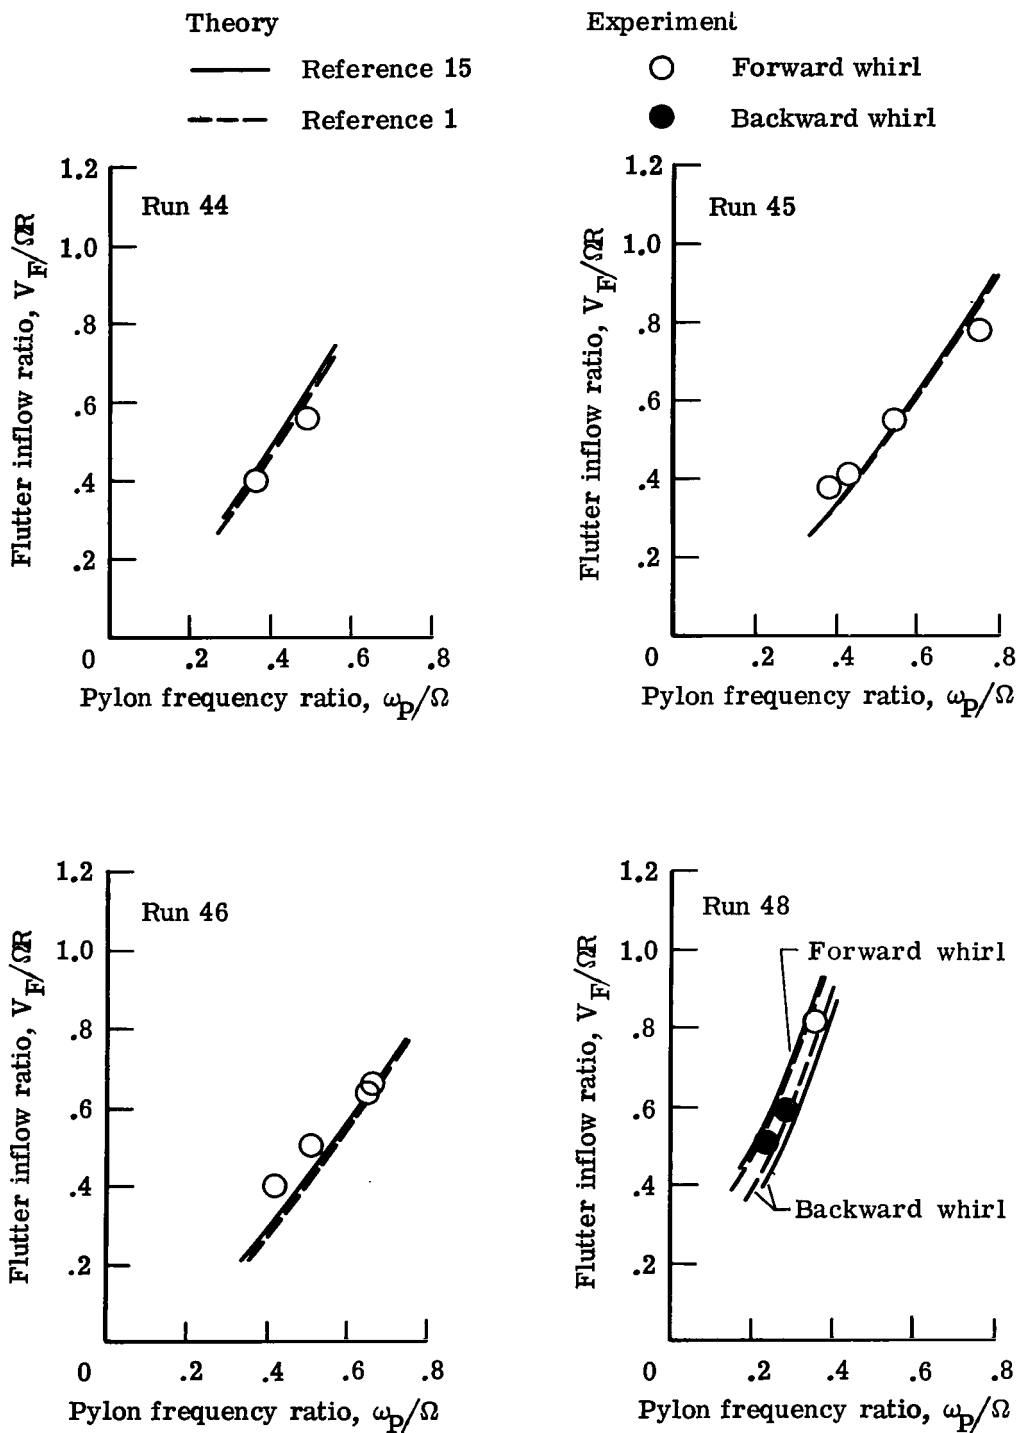 Theory
Reference 15
Reference 1
Experiment
Forward whirl
Backward whirl
Run 44
Flutter inflow ratio, V_F/ΩR
1.2
1.0
.8
.6
.4
.2
0
.2
.4
.6
.8
Pylon frequency ratio, ω_P/Ω
Run 45
Flutter inflow ratio, V_F/ΩR
1.2
1.0
.8
.6
.4
.2
0
.2
.4
.6
.8
Pylon frequency ratio, ω_P/Ω
Run 46
Flutter inflow ratio, V_F/ΩR
1.2
1.0
.8
.6
.4
.2
0
.2
.4
.6
.8
Pylon frequency ratio, ω_P/Ω
Run 48
Forward whirl
Backward whirl
Flutter inflow ratio, V_F/ΩR
1.2
1.0
.8
.6
.4
.2
0
.2
.4
.6
.8
Pylon frequency ratio, ω_P/Ω